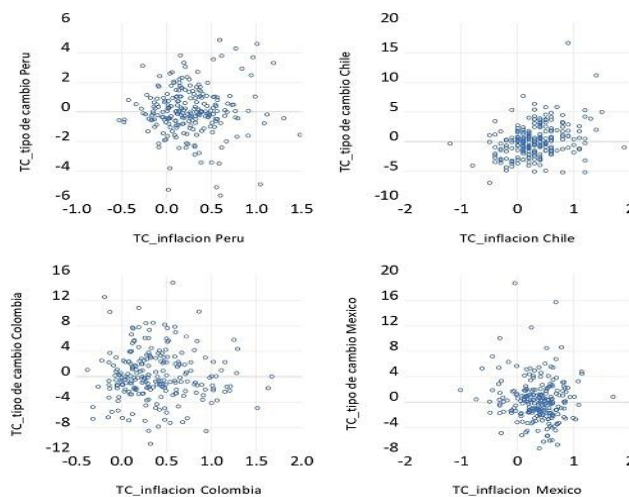 TC_tipo de cambio Peru
6
4
2
0
-2
-4
-6
-1.0 -0.5 0.0 0.5 1.0 1.5
TC_inflacion Peru
TC_tipo de cambio Chile
20
15
10
5
0
-5
-10
-2 -1 0 1 2
TC_inflacion Chile
TC_tipo de cambio Colombia
16
12
8
4
0
-4
-8
-12
-0.5 0.0 0.5 1.0 1.5 2.0
TC_inflacion Colombia
TC_tipo de cambio Mexico
20
16
12
8
4
0
-4
-8
-2 -1 0 1 2
TC_inflacion Mexico